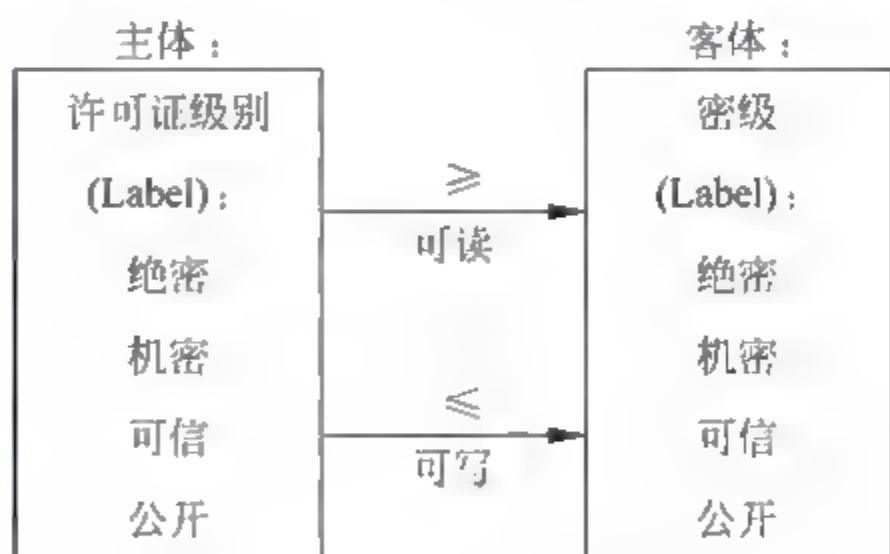 主体：
许可证级别
(Label)：
绝密
机密
可信
公开
≥
可读
≤
可写
客体：
密级
(Label)：
绝密
机密
可信
公开